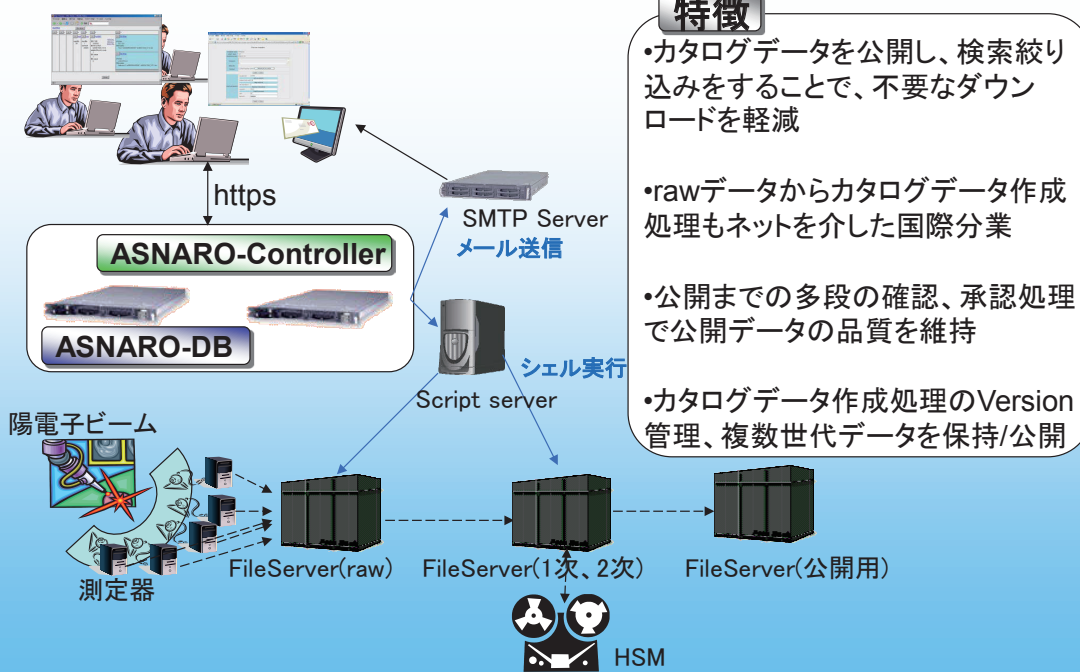 特徴
•カタログデータを公開し、検索絞り
込みをすることで、不要なダウン
ロードを軽減
•rawデータからカタログデータ作成
処理もネットを介した国際分業
•公開までの多段の確認、承認処理
で公開データの品質を維持
•カタログデータ作成処理のVersion
管理、複数世代データを保持/公開
https
SMTP Server
メール送信
ASNARO-Controller
ASNARO-DB
シェル実行
Script server
陽電子ビーム
測定器
FileServer(raw)
FileServer(1次、2次)
FileServer(公開用)
HSM